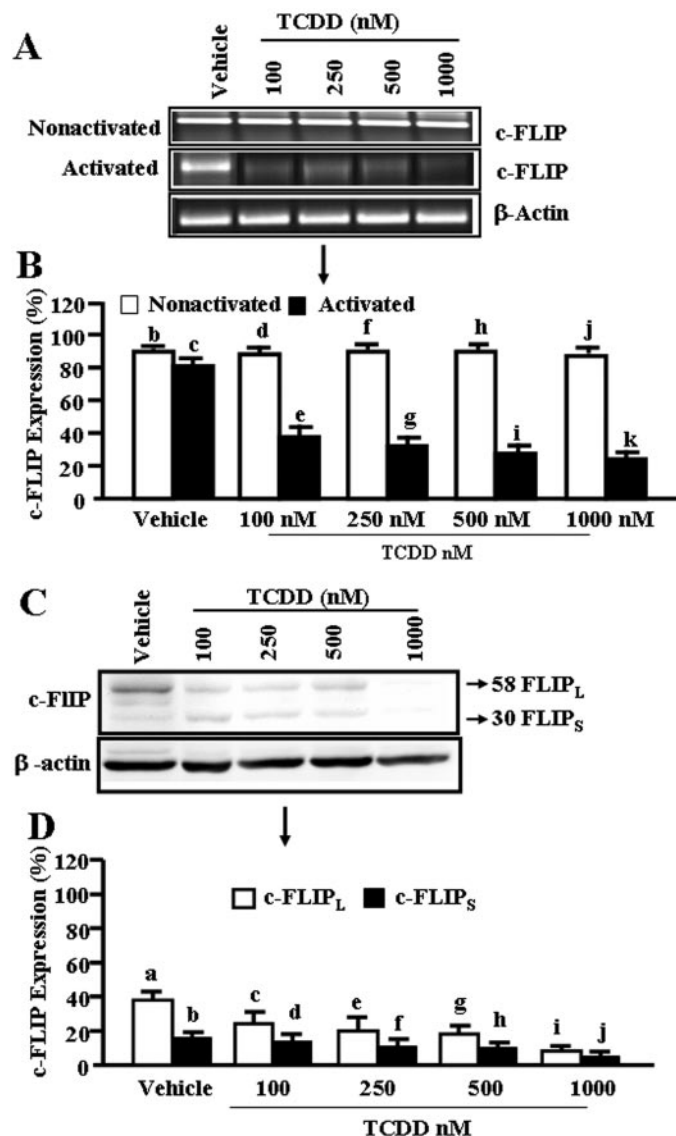 A
TCDD (nM)
Vehicle 100 250 500 1000
Nonactivated c-FLIP
Activated c-FLIP
β-Actin
B
120
100
80
60
40
20
0
c-FLIP Expression (%)
Nonactivated Activated
b c d e f g h i j k
Vehicle 100 nM 250 nM 500 nM 1000 nM
TCDD nM
C
TCDD (nM)
Vehicle 100 250 500 1000
c-FlIP
58 FLIPL
30 FLIPS
β -actin
D
120
100
80
60
40
20
0
c-FLIP Expression (%)
c-FLIPL c-FLIPS
a b c d e f g h i j
Vehicle 100 250 500 1000
TCDD nM